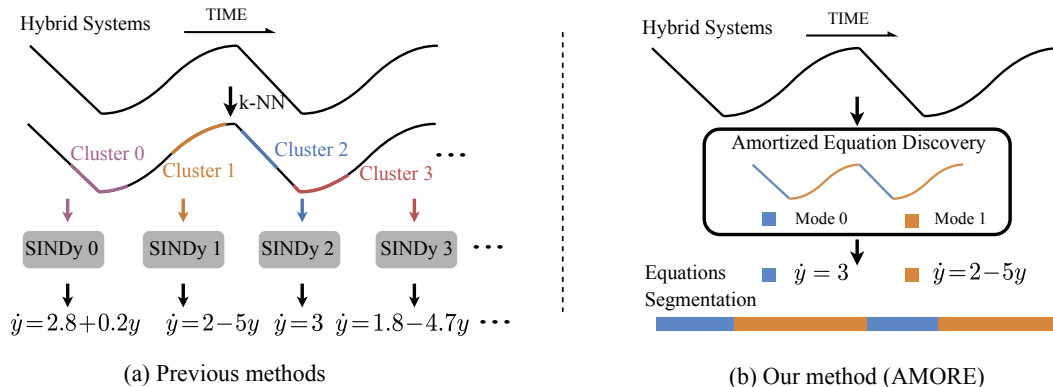 Hybrid Systems
TIME
k-NN
Cluster 0
Cluster 1
Cluster 2
Cluster 3
...
SINDy 0
SINDy 1
SINDy 2
SINDy 3
...
ẏ=2.8+0.2y
ẏ=2−5y
ẏ=3
ẏ=1.8−4.7y
...
(a) Previous methods
Hybrid Systems
TIME
Amortized Equation Discovery
Mode 0
Mode 1
Equations
ẏ = 3
ẏ=2−5y
Segmentation
(b) Our method (AMORE)